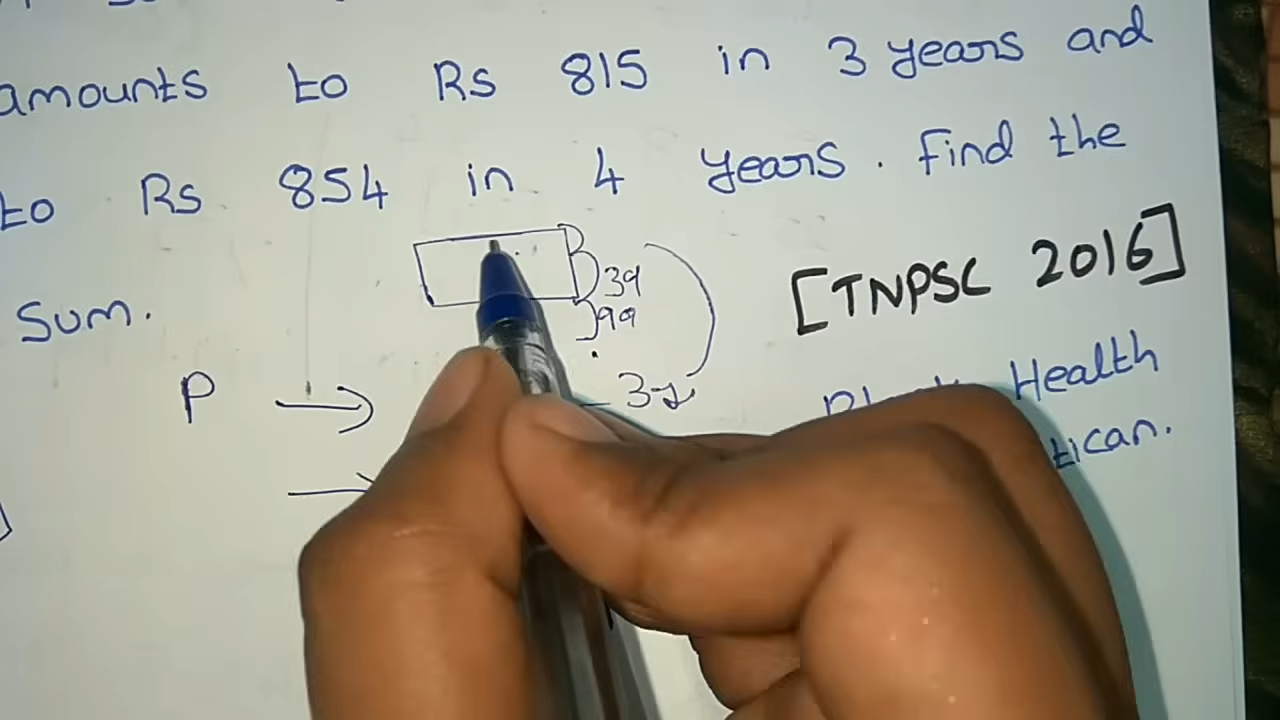 amounts to Rs 815 in 3 years and
to Rs 854 in 4 years. Find the
Sum.
[TNPSC 2016]
39
99
P → 3
Health